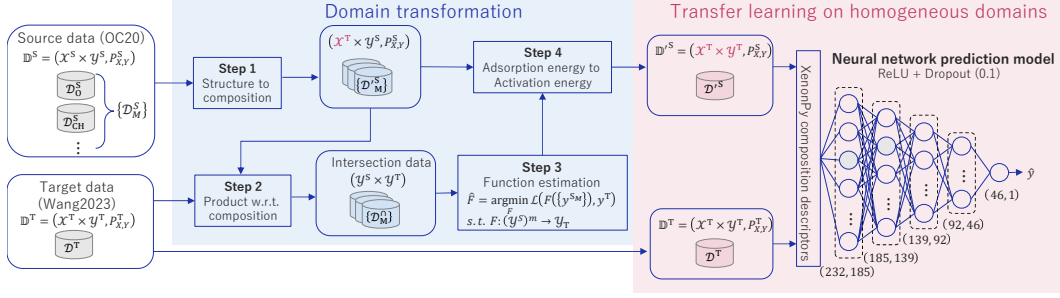 Domain transformation
Transfer learning on homogeneous domains
Source data (OC20)
𝔻^S = (𝒳^S × 𝒴^S, P^S_{X,Y})
𝒟^S_O
𝒟^S_CH
⋮
{𝒟^S_M}
Target data
(Wang2023)
𝔻^T = (𝒳^T × 𝒴^T, P^T_{X,Y})
𝒟^T
Step 1
Structure to
composition
Step 2
Product w.r.t.
composition
(𝒳^T × 𝒴^S, P^S_{X,Y})
{𝒟'^S_M}
Intersection data
(𝒴^S × 𝒴^T)
{𝒟^∩_M}
Step 4
Adsorption energy to
Activation energy
Step 3
Function estimation
F̂ = argmin ℒ(F({y^{S_M}}), y^T)
F
s.t. F: (𝒴^S)^m → 𝒴_T
𝔻'^S = (𝒳^T × 𝒴^T, P^S_{X,Y})
𝒟'^S
𝔻^T = (𝒳^T × 𝒴^T, P^T_{X,Y})
𝒟^T
XenonPy composition descriptors
Neural network prediction model
ReLU + Dropout (0.1)
⋮
⋮
⋮
⋮
ŷ
(46, 1)
(92, 46)
(139, 92)
(185, 139)
(232, 185)